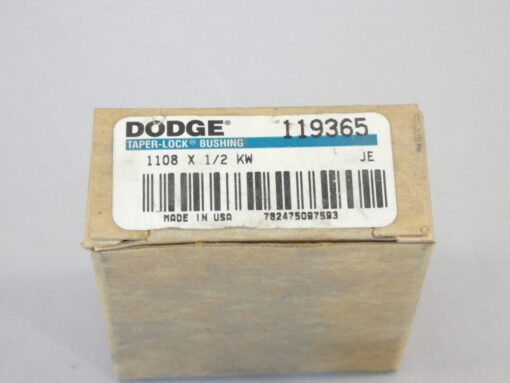 DODGE® 119365
TAPER-LOCK® BUSHING
1108 X 1/2 KW JE
MADE IN USA 782475097593